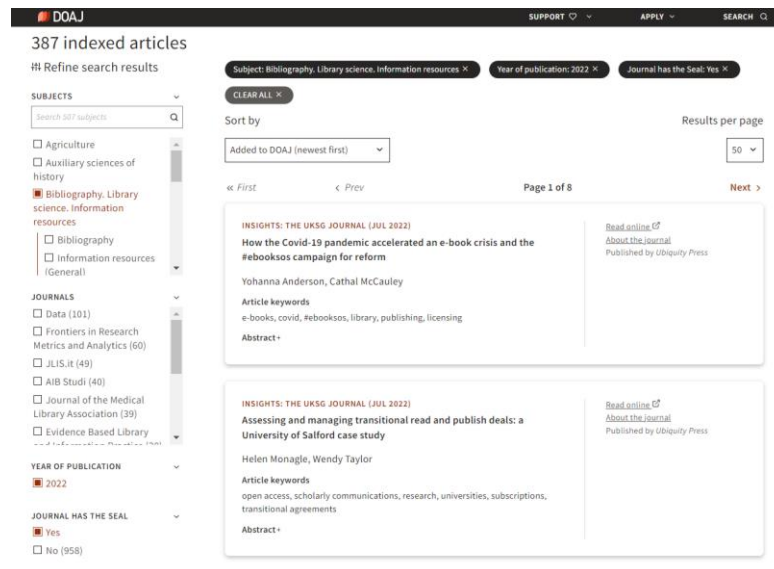 DOAJ
SUPPORT
APPLY
SEARCH
387 indexed articles
Refine search results
SUBJECTS
Search 587 subjects
Agriculture
Auxiliary sciences of
history
Bibliography. Library
science. Information
resources
Bibliography
Information resources
(General)
JOURNALS
Data (101)
Frontiers in Research
Metrics and Analytics (60)
JLIS.it (49)
AIB Studi (40)
Journal of the Medical
Library Association (39)
Evidence Based Library
YEAR OF PUBLICATION
2022
JOURNAL HAS THE SEAL
Yes
No (958)
Subject: Bibliography. Library science. Information resources ×
Year of publication: 2022 ×
Journal has the Seal: Yes ×
CLEAR ALL ×
Sort by
Results per page
Added to DOAJ (newest first)
50
« First
‹ Prev
Page 1 of 8
Next ›
INSIGHTS: THE UKSG JOURNAL (JUL 2022)
How the Covid-19 pandemic accelerated an e-book crisis and the
#ebooksos campaign for reform
Yohanna Anderson, Cathal McCauley
Article keywords
e-books, covid, #ebooksos, library, publishing, licensing
Abstract+
Read online
About the journal
Published by Ubiquity Press
INSIGHTS: THE UKSG JOURNAL (JUL 2022)
Assessing and managing transitional read and publish deals: a
University of Salford case study
Helen Monagle, Wendy Taylor
Article keywords
open access, scholarly communications, research, universities, subscriptions,
transitional agreements
Abstract+
Read online
About the journal
Published by Ubiquity Press